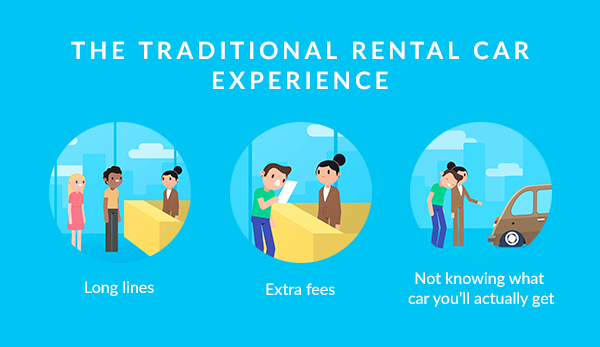 THE TRADITIONAL RENTAL CAR
EXPERIENCE
Long lines
Extra fees
Not knowing what
car you'll actually get